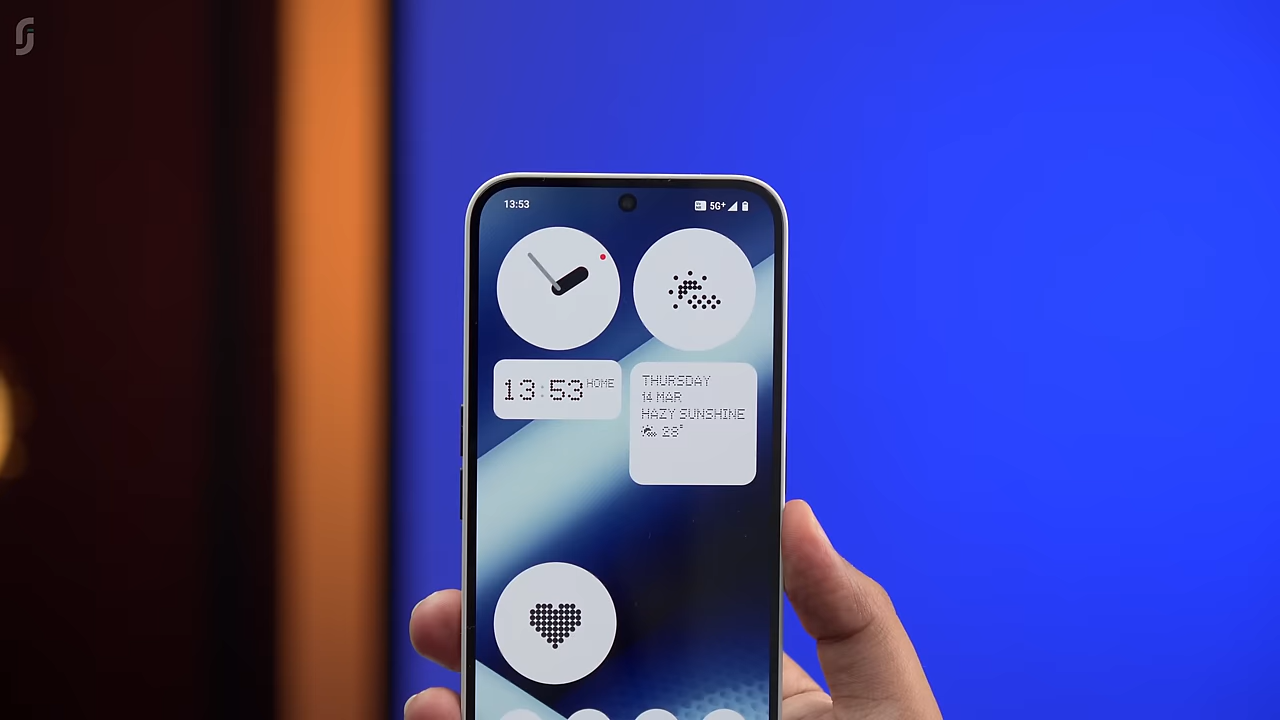 13:53
5G+
13:53 HOME
THURSDAY
14 MAR
HAZY SUNSHINE
28°